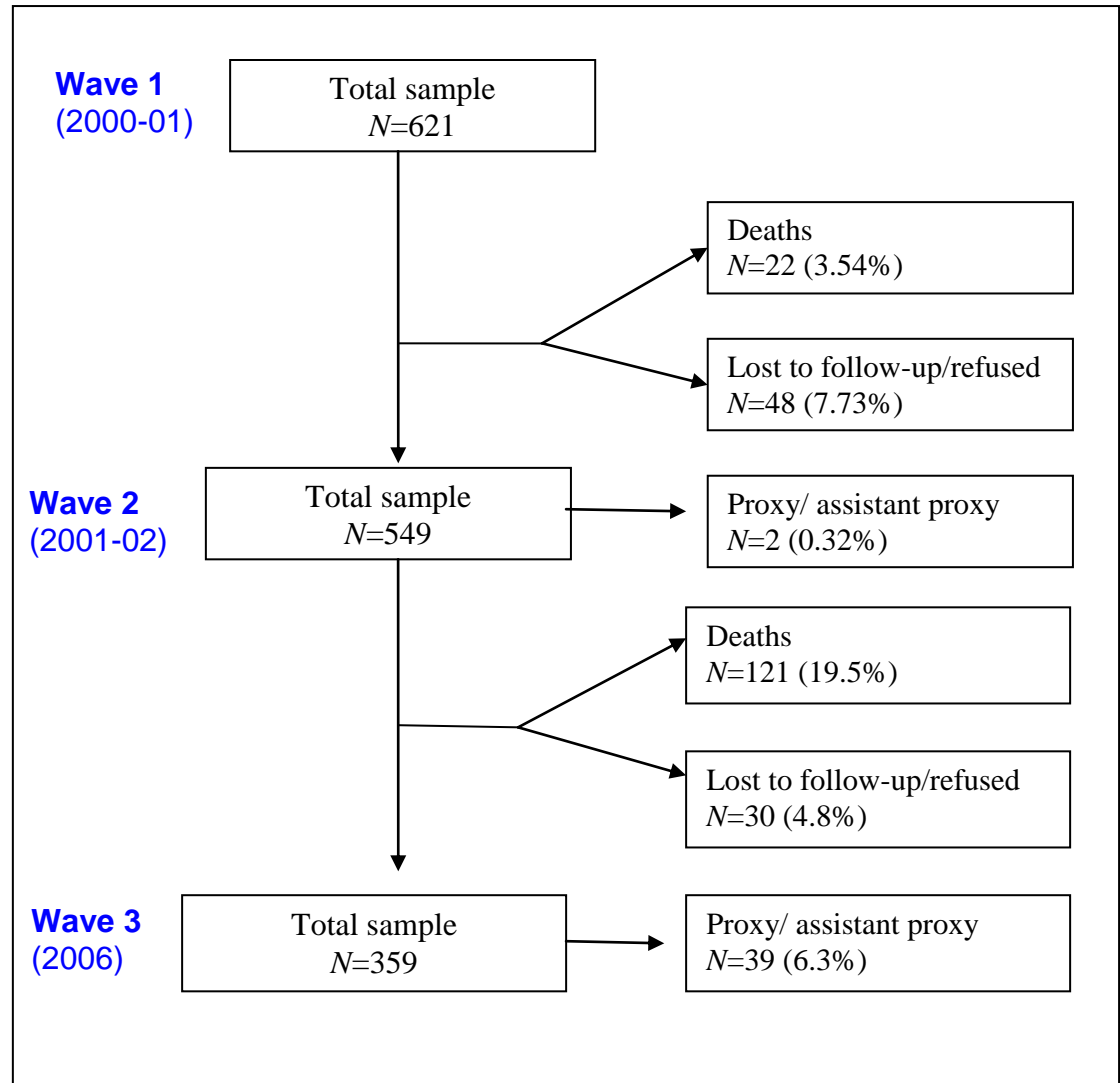 Wave 1
(2000-01)
Total sample
N=621
Deaths
N=22 (3.54%)
Lost to follow-up/refused
N=48 (7.73%)
Wave 2
(2001-02)
Total sample
N=549
Proxy/ assistant proxy
N=2 (0.32%)
Deaths
N=121 (19.5%)
Lost to follow-up/refused
N=30 (4.8%)
Wave 3
(2006)
Total sample
N=359
Proxy/ assistant proxy
N=39 (6.3%)